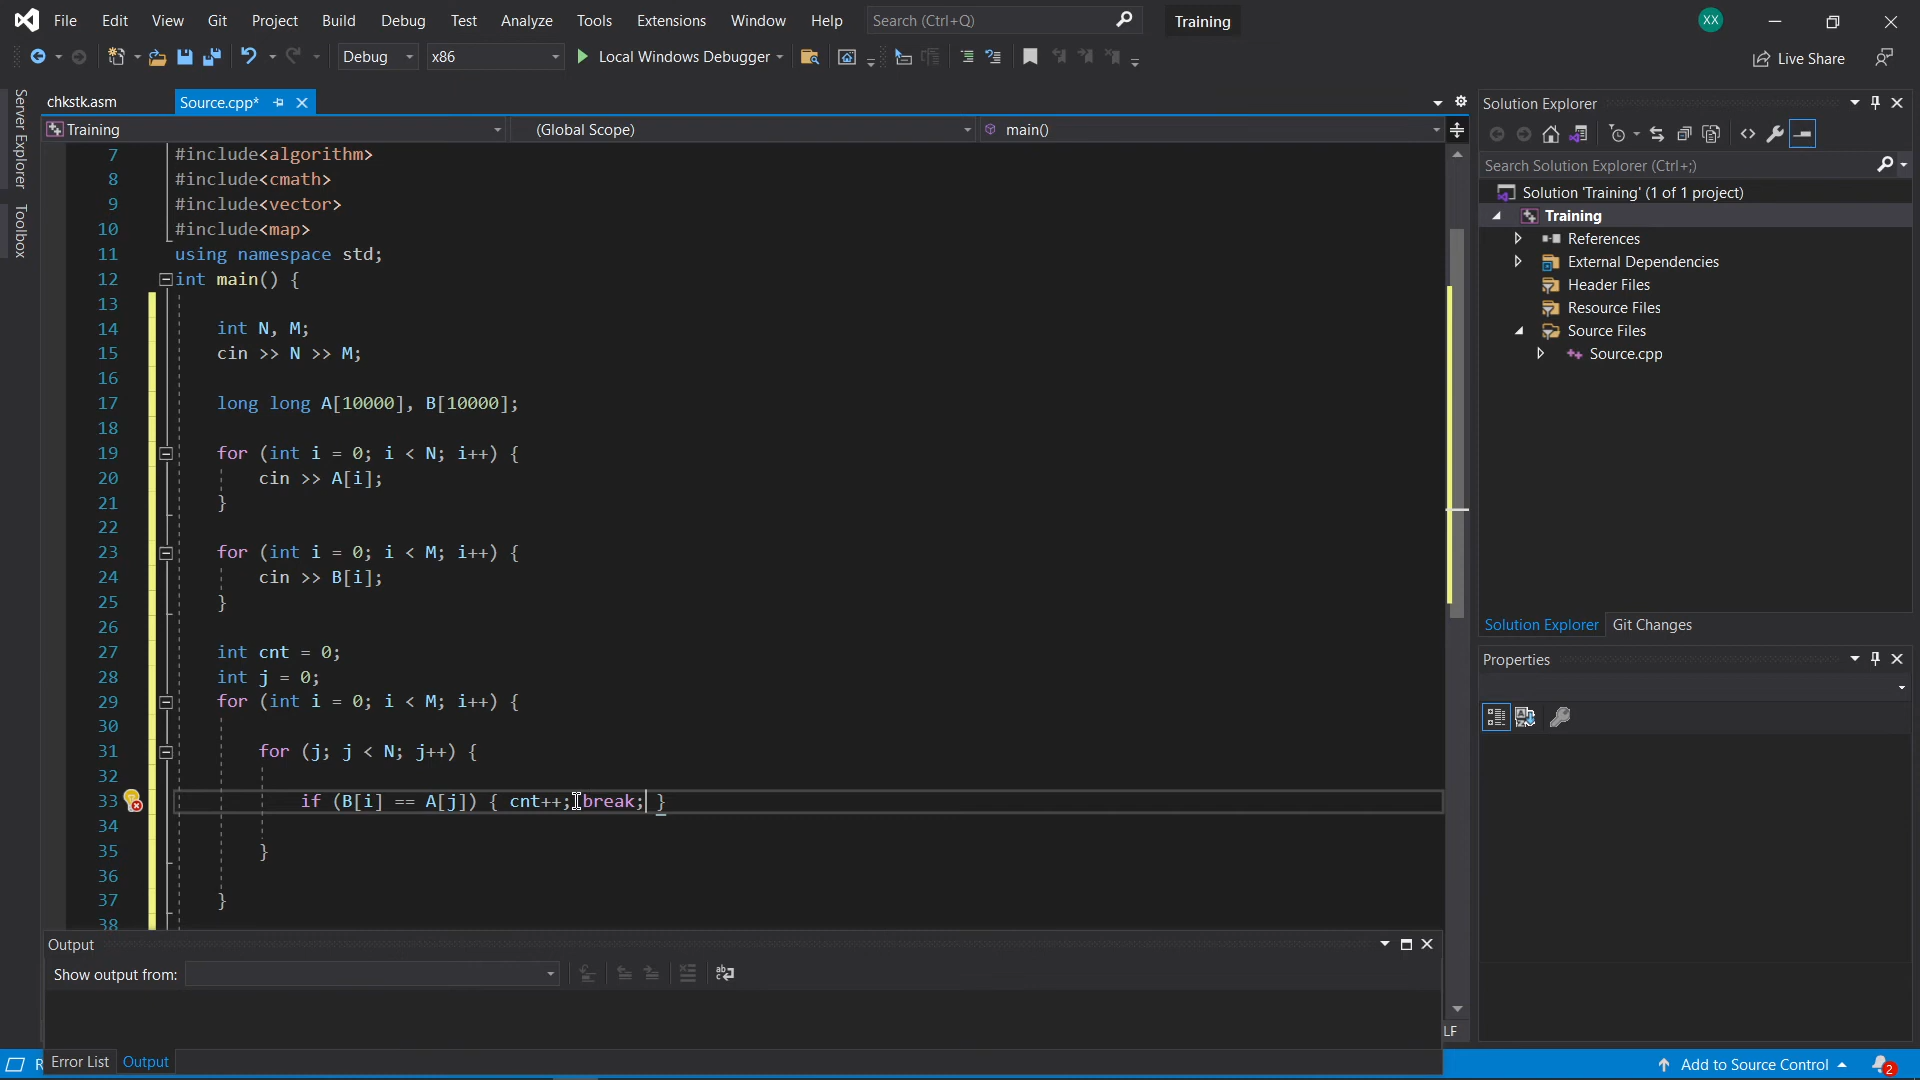 File Edit View Git Project Build Debug Test Analyze Tools Extensions Window Help Search (Ctrl+Q) Training XX
Debug x86 Local Windows Debugger Live Share
Server Explorer
Toolbox
chkstk.asm Source.cpp*
Training (Global Scope) main()
7 #include<algorithm>
8 #include<cmath>
9 #include<vector>
10 #include<map>
11 using namespace std;
12 int main() {
13
14 int N, M;
15 cin >> N >> M;
16
17 long long A[10000], B[10000];
18
19 for (int i = 0; i < N; i++) {
20 cin >> A[i];
21 }
22
23 for (int i = 0; i < M; i++) {
24 cin >> B[i];
25 }
26
27 int cnt = 0;
28 int j = 0;
29 for (int i = 0; i < M; i++) {
30
31 for (j; j < N; j++) {
32
33 if (B[i] == A[j]) { cnt++; break; }
34
35 }
36
37 }
38
LF
Output
Show output from:
Error List Output
Solution Explorer
Search Solution Explorer (Ctrl+;)
Solution 'Training' (1 of 1 project)
Training
References
External Dependencies
Header Files
Resource Files
Source Files
Source.cpp
Solution Explorer Git Changes
Properties
R
Add to Source Control 2